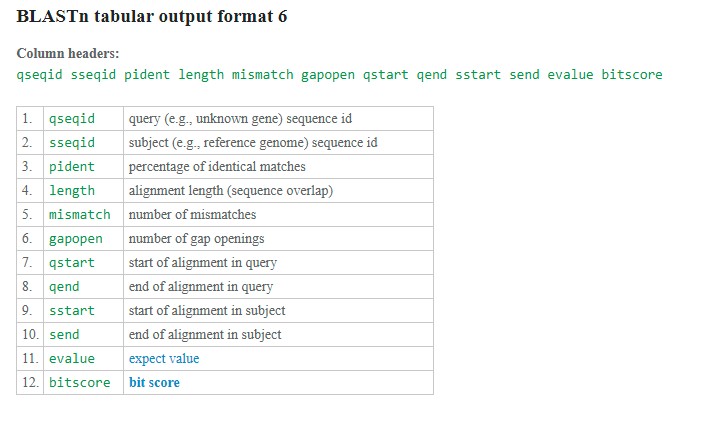 BLASTn tabular output format 6
Column headers:
qseqid sseqid pident length mismatch gapopen qstart qend sstart send evalue bitscore
1. qseqid query (e.g., unknown gene) sequence id
2. sseqid subject (e.g., reference genome) sequence id
3. pident percentage of identical matches
4. length alignment length (sequence overlap)
5. mismatch number of mismatches
6. gapopen number of gap openings
7. qstart start of alignment in query
8. qend end of alignment in query
9. sstart start of alignment in subject
10. send end of alignment in subject
11. evalue expect value
12. bitscore bit score